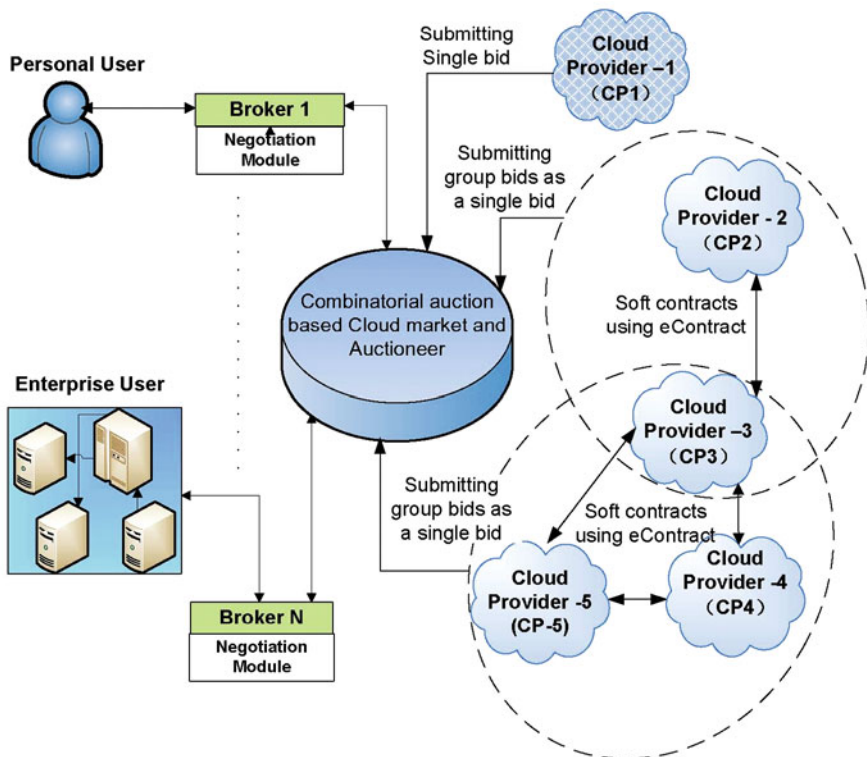 Personal User
Broker 1
Negotiation
Module
Submitting
Single bid
Cloud
Provider –1
（CP1）
Submitting
group bids as
a single bid
Cloud
Provider - 2
（CP2）
Combinatorial auction
based Cloud market and
Auctioneer
Soft contracts
using eContract
Enterprise User
Cloud
Provider –3
（CP3）
Submitting
group bids as
a single bid
Soft contracts
using eContract
Cloud
Provider -5
(CP-5)
Cloud
Provider -4
（CP4）
Broker N
Negotiation
Module